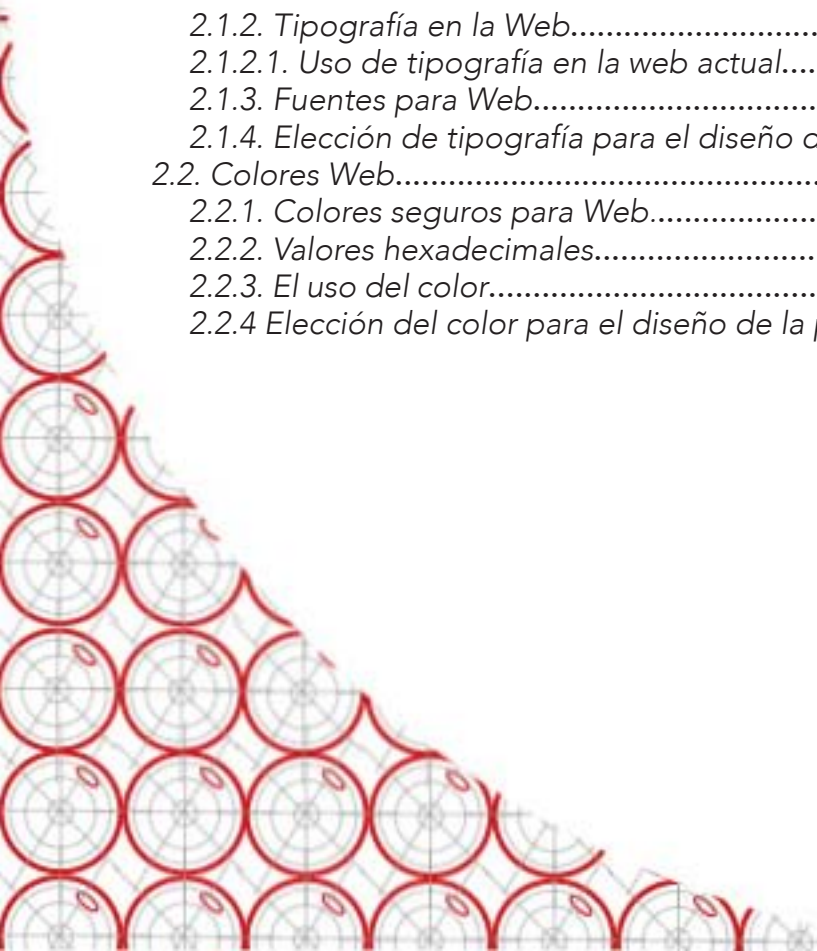 2.1.2. Tipografía en la Web..............................
2.1.2.1. Uso de tipografía en la web actual....
2.1.3. Fuentes para Web...................................
2.1.4. Elección de tipografía para el diseño
2.2. Colores Web....................................................
2.2.1. Colores seguros para Web....................
2.2.2. Valores hexadecimales...........................
2.2.3. El uso del color........................................
2.2.4 Elección del color para el diseño de la